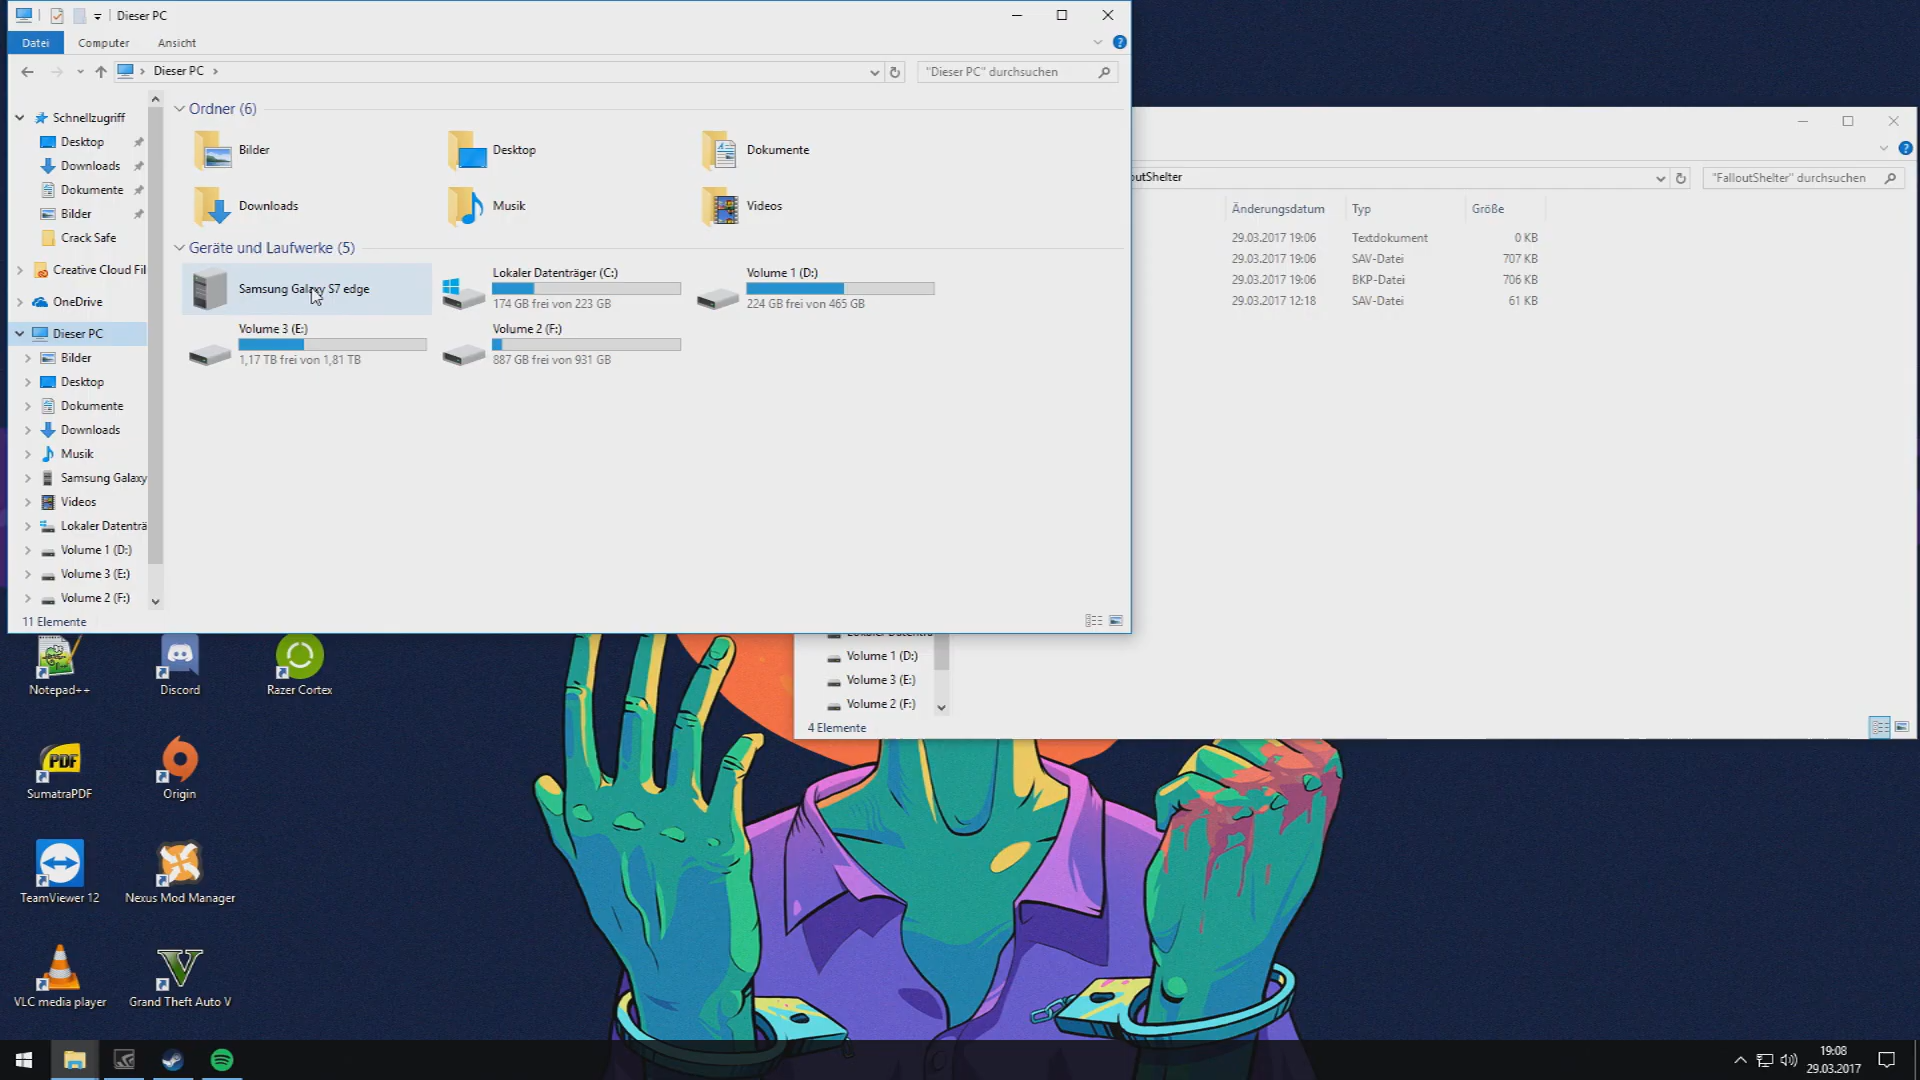 Dieser PC
Datei
Computer
Ansicht
Dieser PC
"Dieser PC" durchsuchen
Schnellzugriff
Desktop
Downloads
Dokumente
Bilder
Crack Safe
Creative Cloud Fil
OneDrive
Dieser PC
Bilder
Desktop
Dokumente
Downloads
Musik
Samsung Galaxy
Videos
Lokaler Datenträ
Volume 1 (D:)
Volume 3 (E:)
Volume 2 (F:)
Ordner (6)
Bilder
Desktop
Dokumente
Downloads
Musik
Videos
Geräte und Laufwerke (5)
Samsung Galaxy S7 edge
Lokaler Datenträger (C:)
174 GB frei von 223 GB
Volume 1 (D:)
224 GB frei von 465 GB
Volume 3 (E:)
1,17 TB frei von 1,81 TB
Volume 2 (F:)
887 GB frei von 931 GB
11 Elemente
outShelter
"FalloutShelter" durchsuchen
Änderungsdatum Typ Größe
29.03.2017 19:06 Textdokument 0 KB
29.03.2017 19:06 SAV-Datei 707 KB
29.03.2017 19:06 BKP-Datei 706 KB
29.03.2017 12:18 SAV-Datei 61 KB
Volume 1 (D:)
Volume 3 (E:)
Volume 2 (F:)
4 Elemente
Notepad++
Discord
Razer Cortex
PDF
SumatraPDF
Origin
TeamViewer 12
Nexus Mod Manager
VLC media player
V
Grand Theft Auto V
19:08
29.03.2017